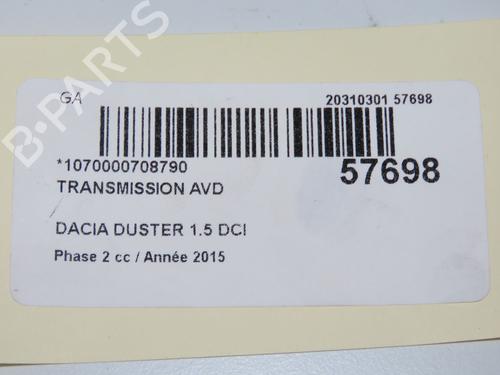 GA
20310301 57698
*1070000708790
57698
TRANSMISSION AVD
DACIA DUSTER 1.5 DCI
Phase 2 cc / Année 2015
B-PARTS